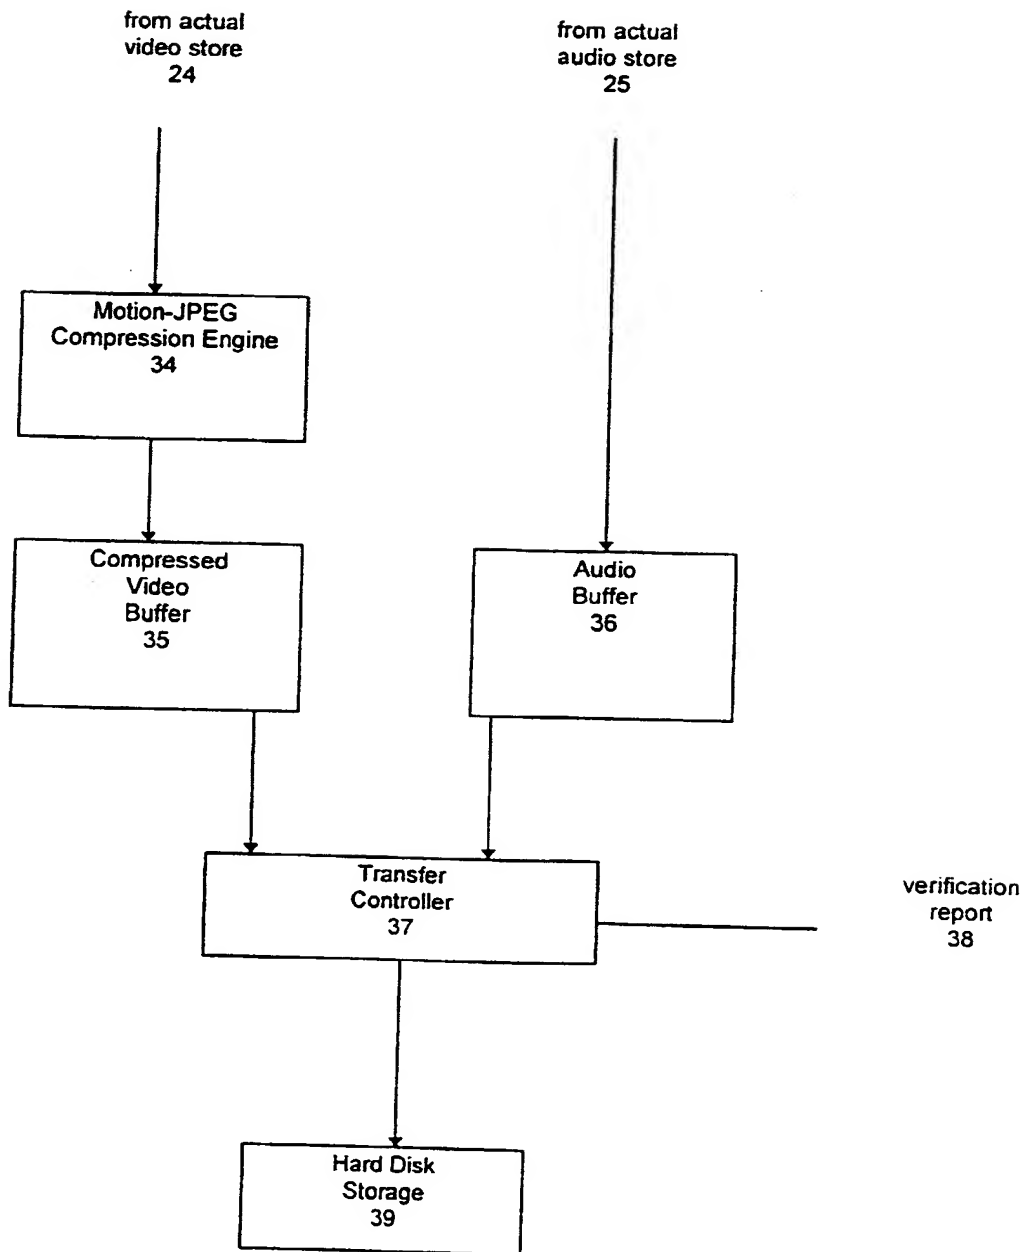 from actual
video store
24
from actual
audio store
25
Motion-JPEG
Compression Engine
34
Compressed
Video
Buffer
35
Audio
Buffer
36
Transfer
Controller
37
verification
report
38
Hard Disk
Storage
39